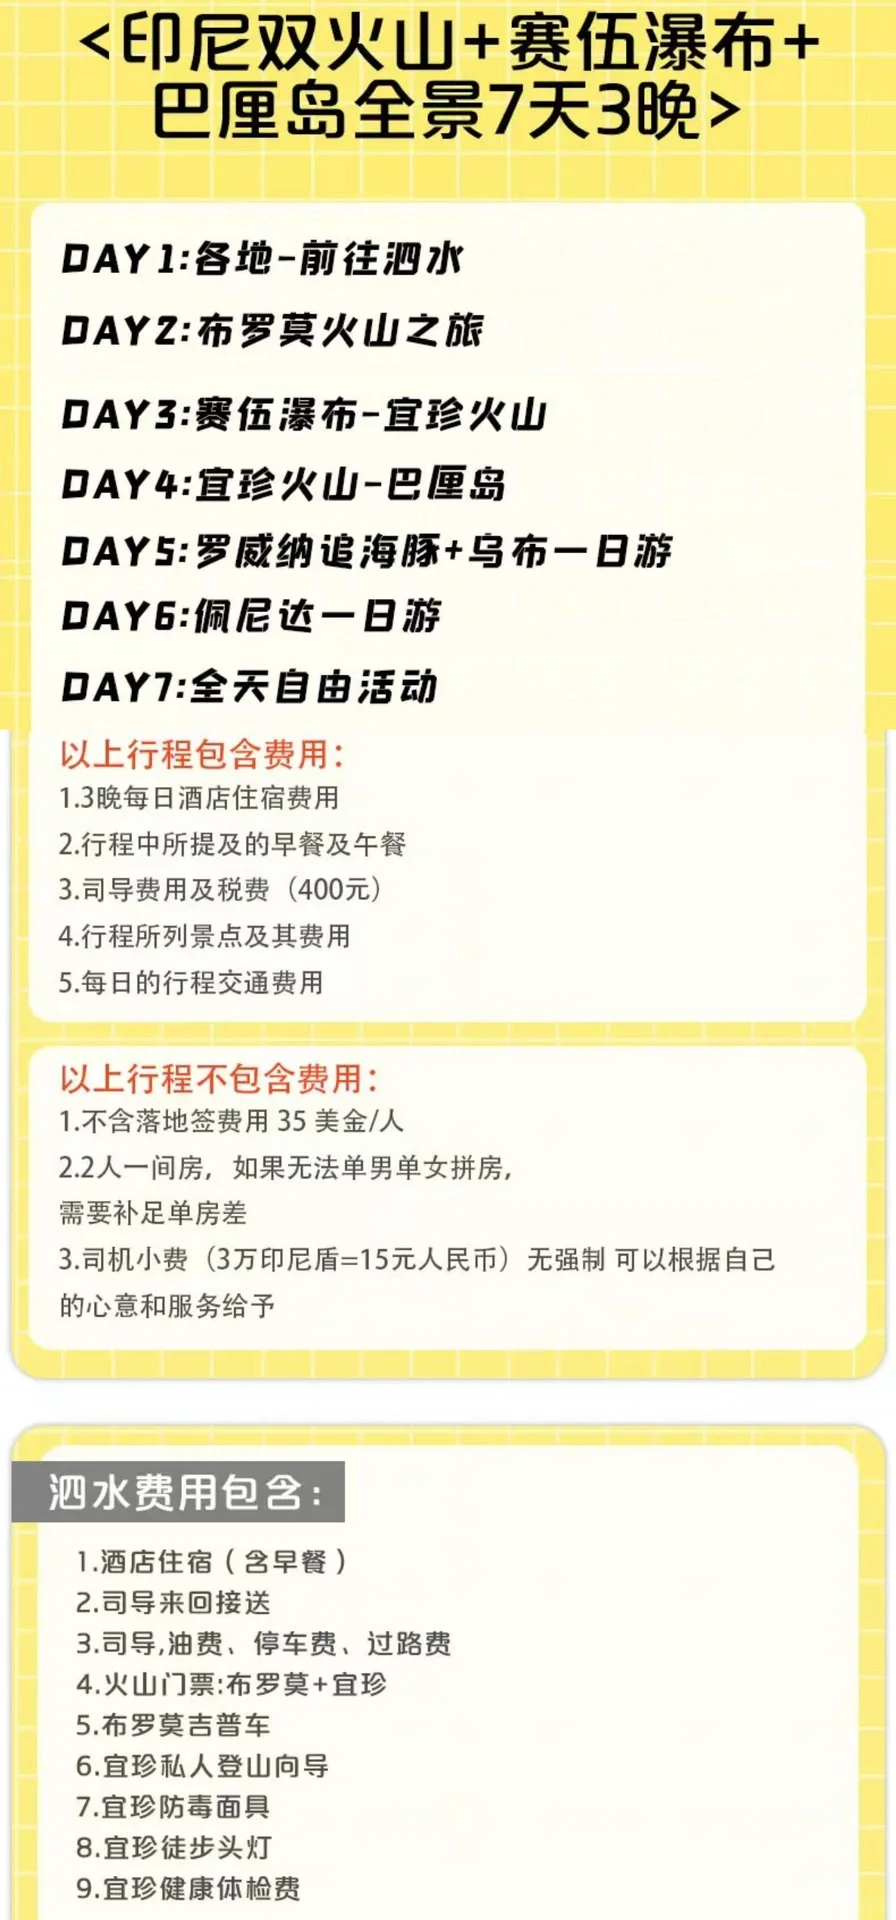 <印尼双火山+赛伍瀑布+
巴厘岛全景7天3晚>
DAY1:各地-前往泗水
DAY2:布罗莫火山之旅
DAY3:赛伍瀑布-宜珍火山
DAY4:宜珍火山-巴厘岛
DAY5:罗威纳追海豚+乌布一日游
DAY6:佩尼达一日游
DAY7:全天自由活动
以上行程包含费用：
1.3晚每日酒店住宿费用
2.行程中所提及的早餐及午餐
3.司导费用及税费（400元）
4.行程所列景点及其费用
5.每日的行程交通费用
以上行程不包含费用：
1.不含落地签费用 35 美金/人
2.2人一间房，如果无法单男单女拼房，
需要补足单房差
3.司机小费（3万印尼盾=15元人民币）无强制 可以根据自己
的心意和服务给予
泗水费用包含：
1.酒店住宿（含早餐）
2.司导来回接送
3.司导,油费、停车费、过路费
4.火山门票:布罗莫+宜珍
5.布罗莫吉普车
6.宜珍私人登山向导
7.宜珍防毒面具
8.宜珍徒步头灯
9.宜珍健康体检费